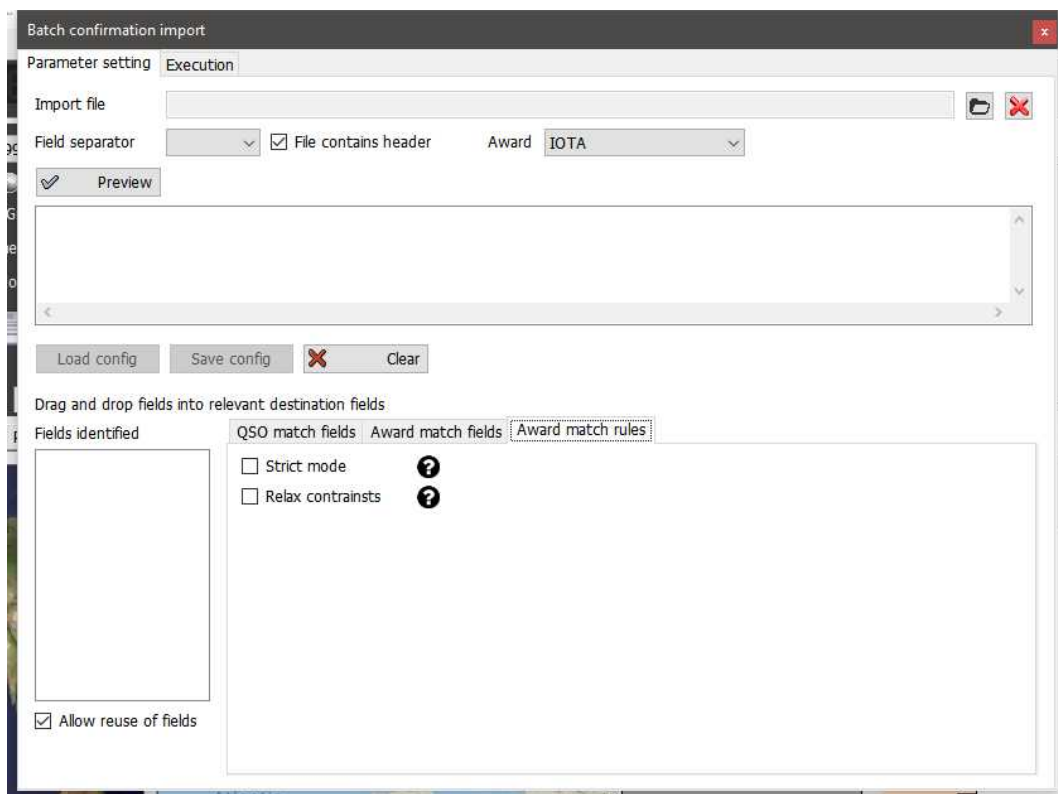 Batch confirmation import
x
Parameter setting Execution
Import file
Field separator File contains header Award IOTA
Preview
Load config Save config Clear
Drag and drop fields into relevant destination fields
Fields identified QSO match fields Award match fields Award match rules
Strict mode ?
Relax contrainsts ?
Allow reuse of fields